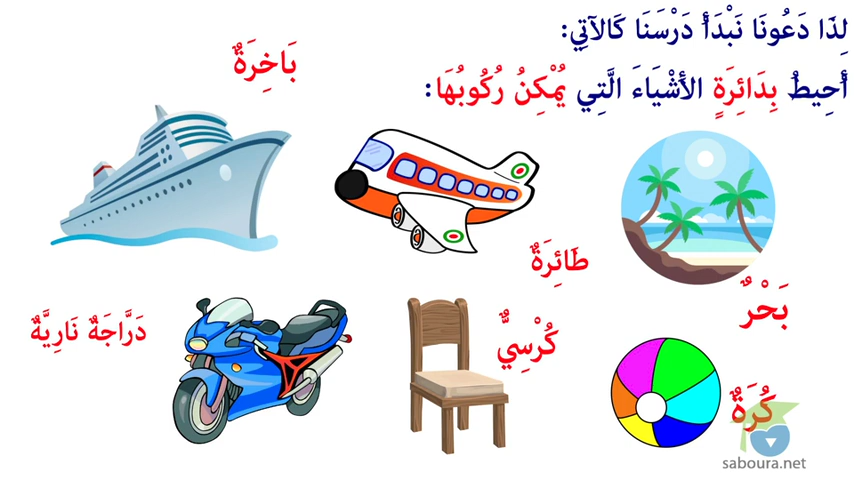 لِذَا دَعُونَا نَبْدَأُ دَرْسَنَا كَالآتِي:
أُحِيطُ بِدَائِرَةٍ الأَشْيَاءَ الَّتِي يُمْكِنُ رُكُوبُهَا:
بَاخِرَةٌ
طَائِرَةٌ
بَحْرٌ
دَرَّاجَةٌ نَارِيَّةٌ
كُرْسِيٌّ
كُرَةٌ
saboura.net